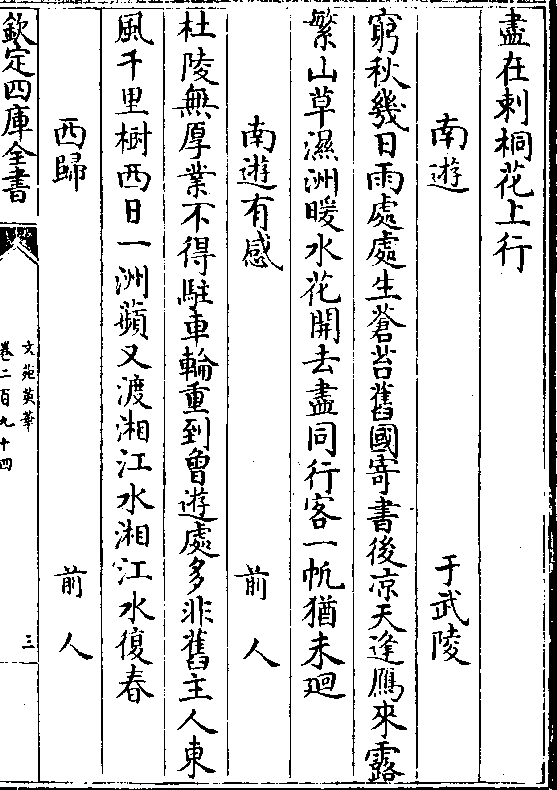 盡在刺桐花上行
南遊 于武陵
窮秋幾日雨處處生蒼苔舊國寄書後凉天逢鴈來露
繁山草濕洲暖水花開去盡同行客一帆猶未廻
南遊有感 前人
杜陵無厚業不得駐車輪重到曾遊處多非舊主人東
風千里樹西日一洲蘋又渡湘江水湘江水復春
西歸 前人
欽定四庫全書
文苑英華
卷二百九十四
三